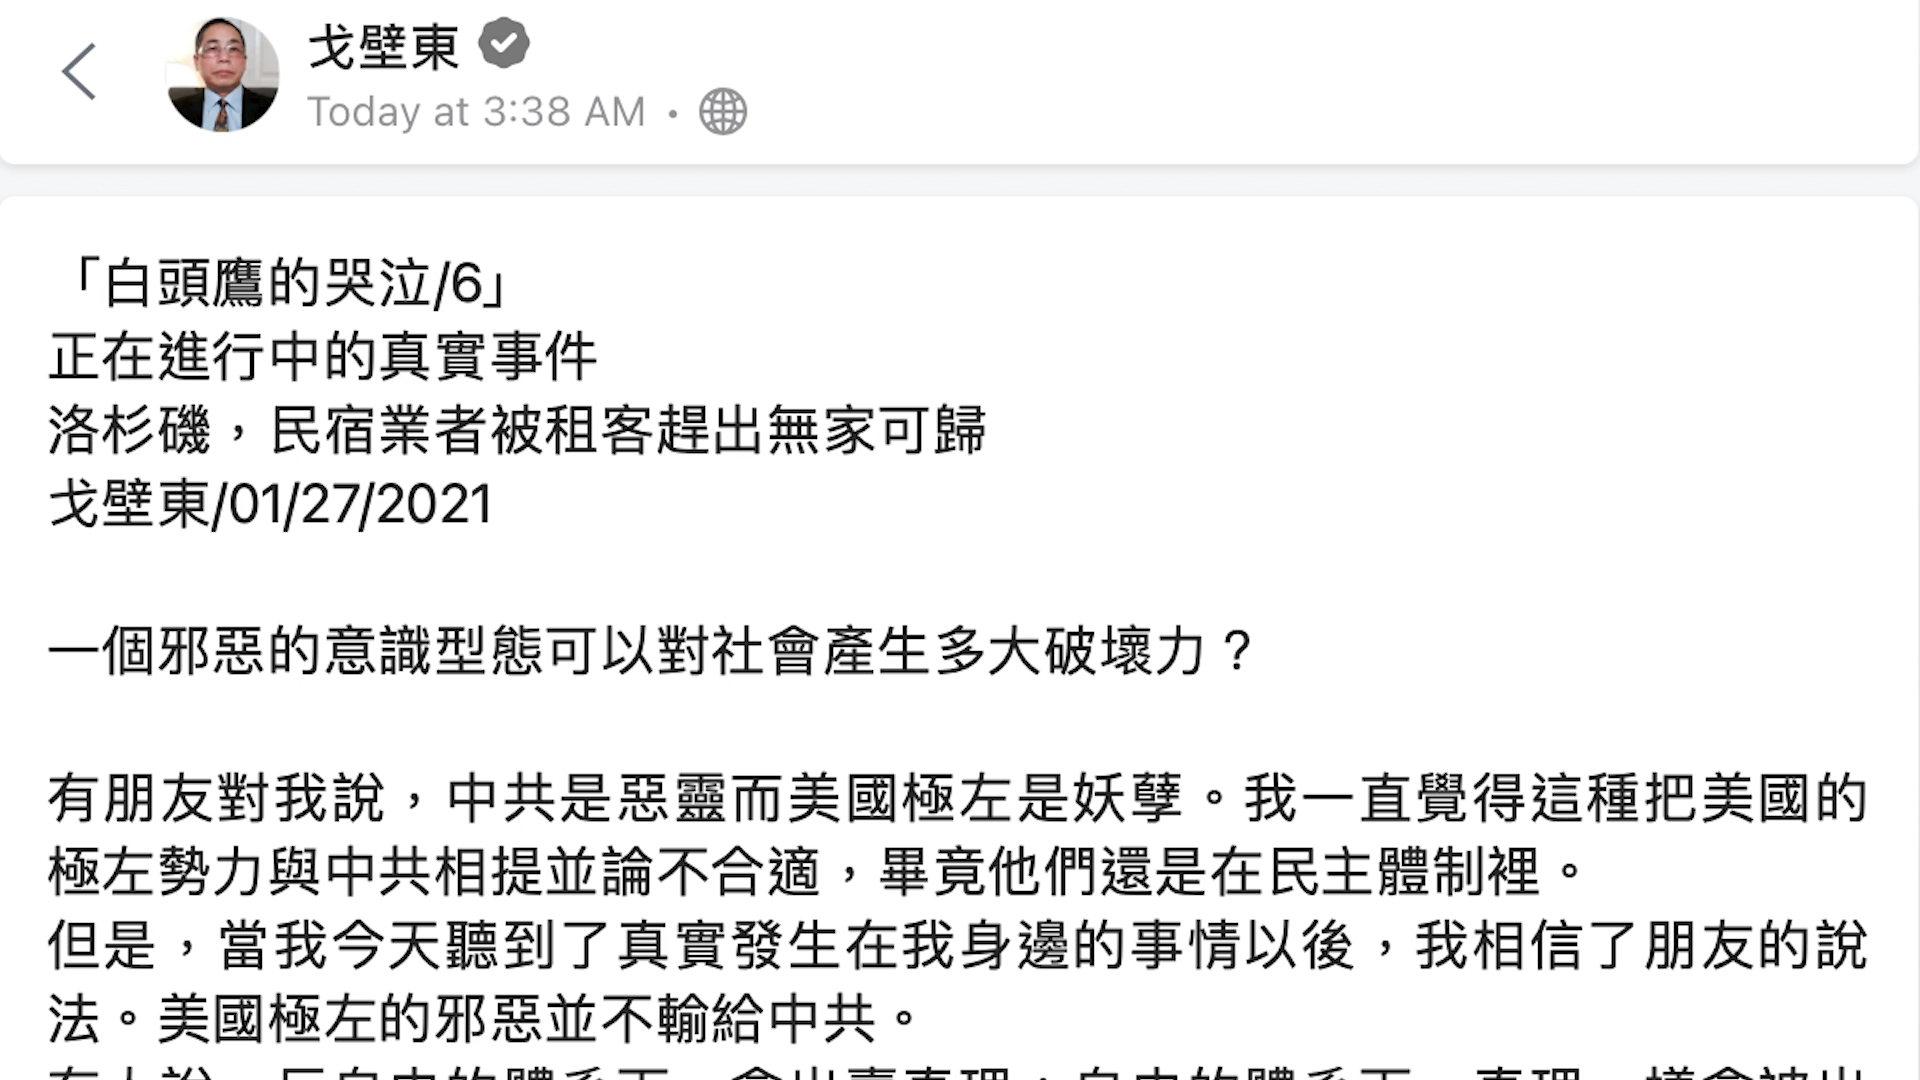 戈壁東
Today at 3:38 AM •
「白頭鷹的哭泣/6」
正在進行中的真實事件
洛杉磯，民宿業者被租客趕出無家可歸
戈壁東/01/27/2021
一個邪惡的意識型態可以對社會產生多大破壞力？
有朋友對我說，中共是惡靈而美國極左是妖孽。我一直覺得這種把美國的
極左勢力與中共相提並論不合適，畢竟他們還是在民主體制裡。
但是，當我今天聽到了真實發生在我身邊的事情以後，我相信了朋友的說
法。美國極左的邪惡並不輸給中共。